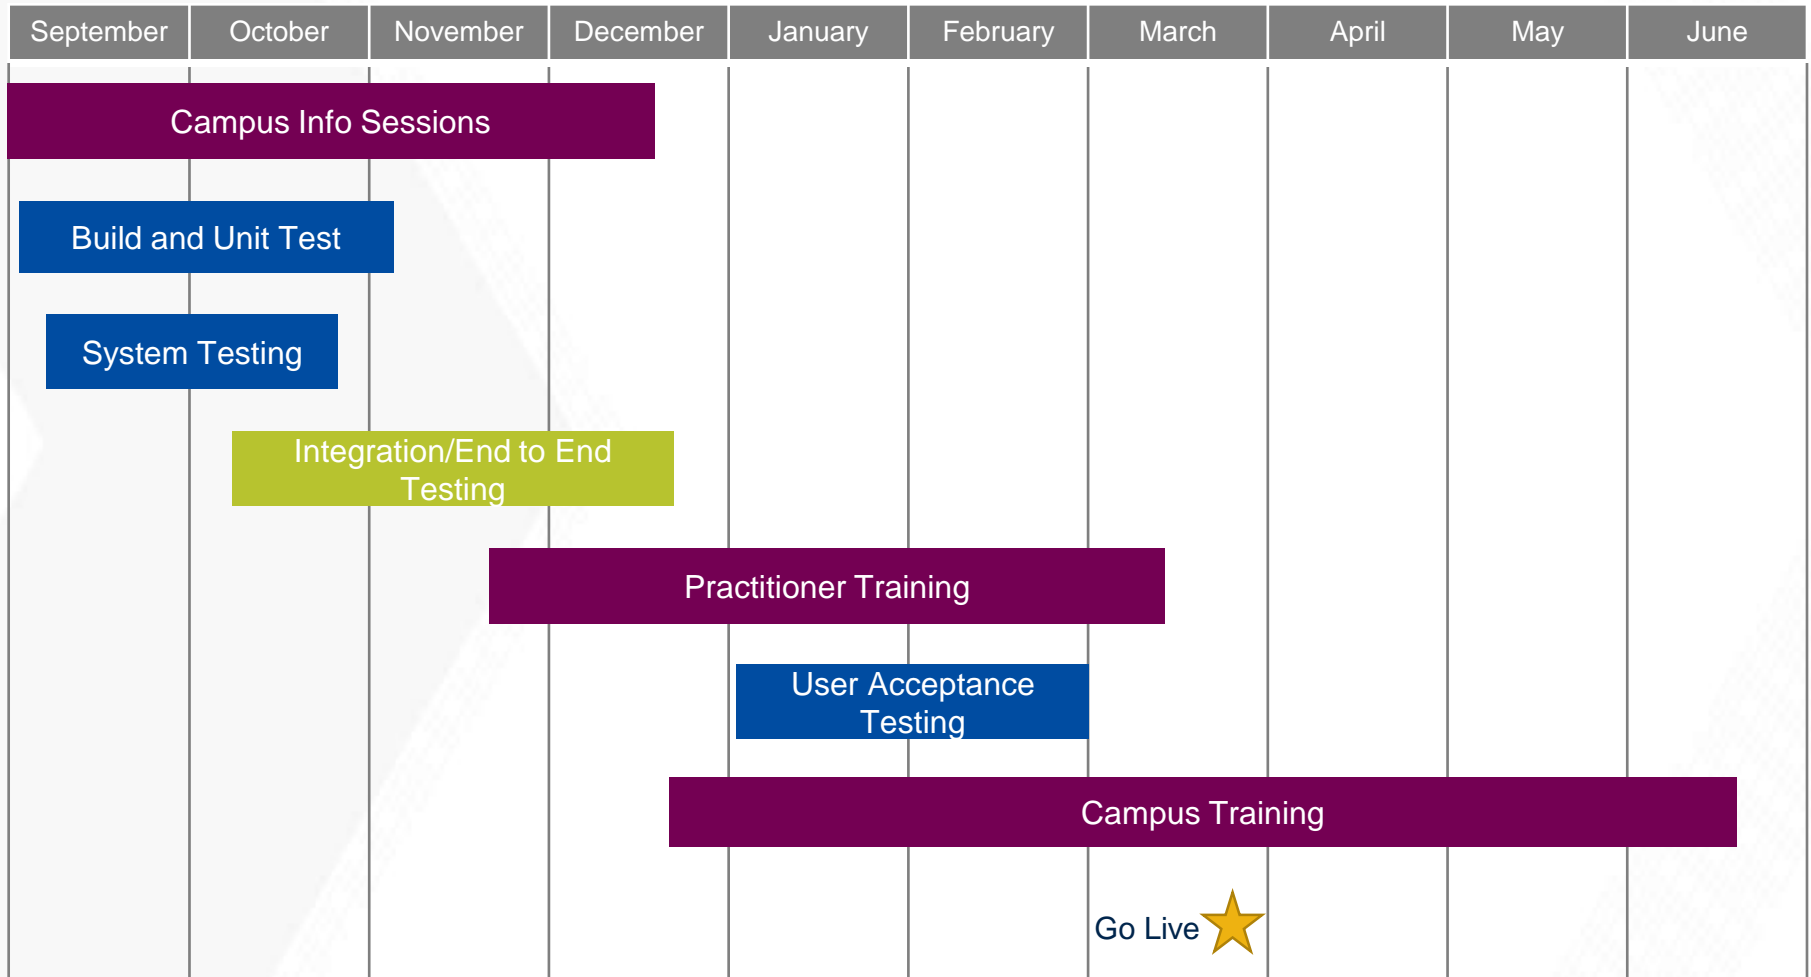 September October November December January February March April May June
Campus Info Sessions
Build and Unit Test
System Testing
Integration/End to End
Testing
Practitioner Training
User Acceptance
Testing
Campus Training
Go Live